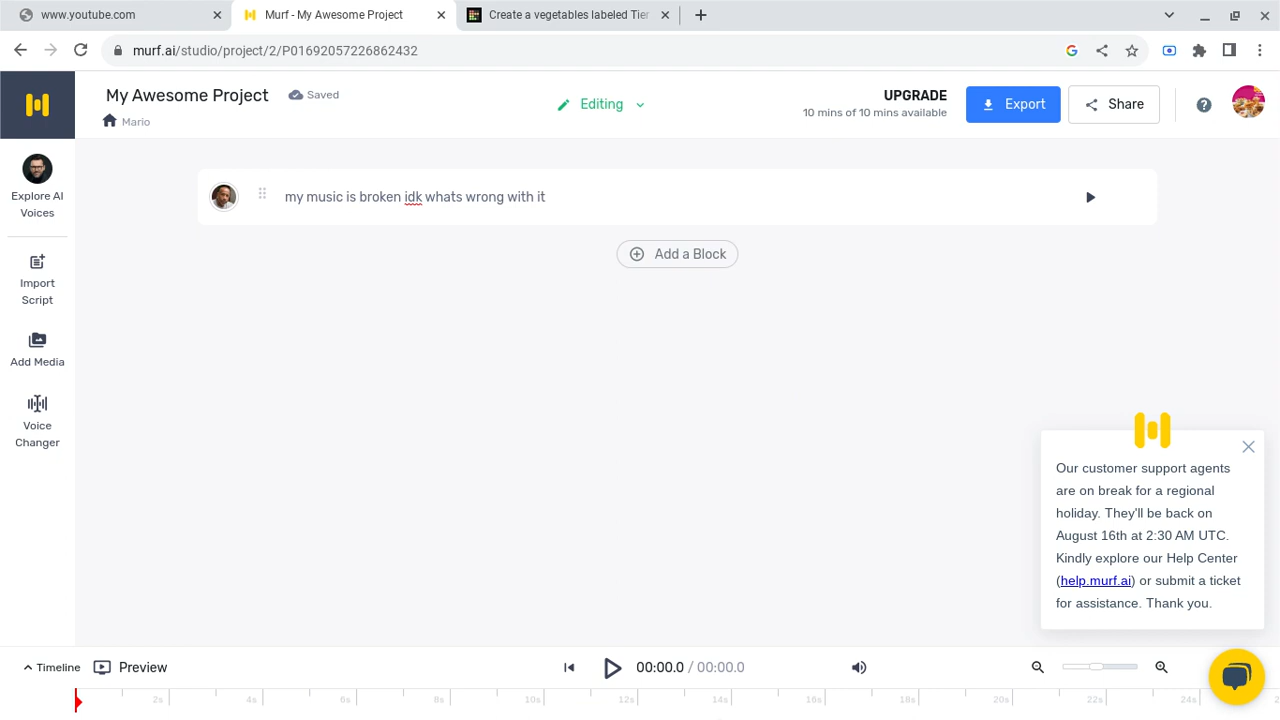 www.youtube.com
Murf - My Awesome Project
Create a vegetables labeled Tier
murf.ai/studio/project/2/P01692057226862432
My Awesome Project
Saved
Mario
Editing
UPGRADE
10 mins of 10 mins available
Export
Share
Explore AI
Voices
my music is broken idk whats wrong with it
Add a Block
Import
Script
Add Media
Voice
Changer
Our customer support agents
are on break for a regional
holiday. They'll be back on
August 16th at 2:30 AM UTC.
Kindly explore our Help Center
(help.murf.ai) or submit a ticket
for assistance. Thank you.
Timeline
Preview
00:00.0 / 00:00.0
2s 4s 6s 8s 10s 12s 14s 16s 18s 20s 22s 24s 2